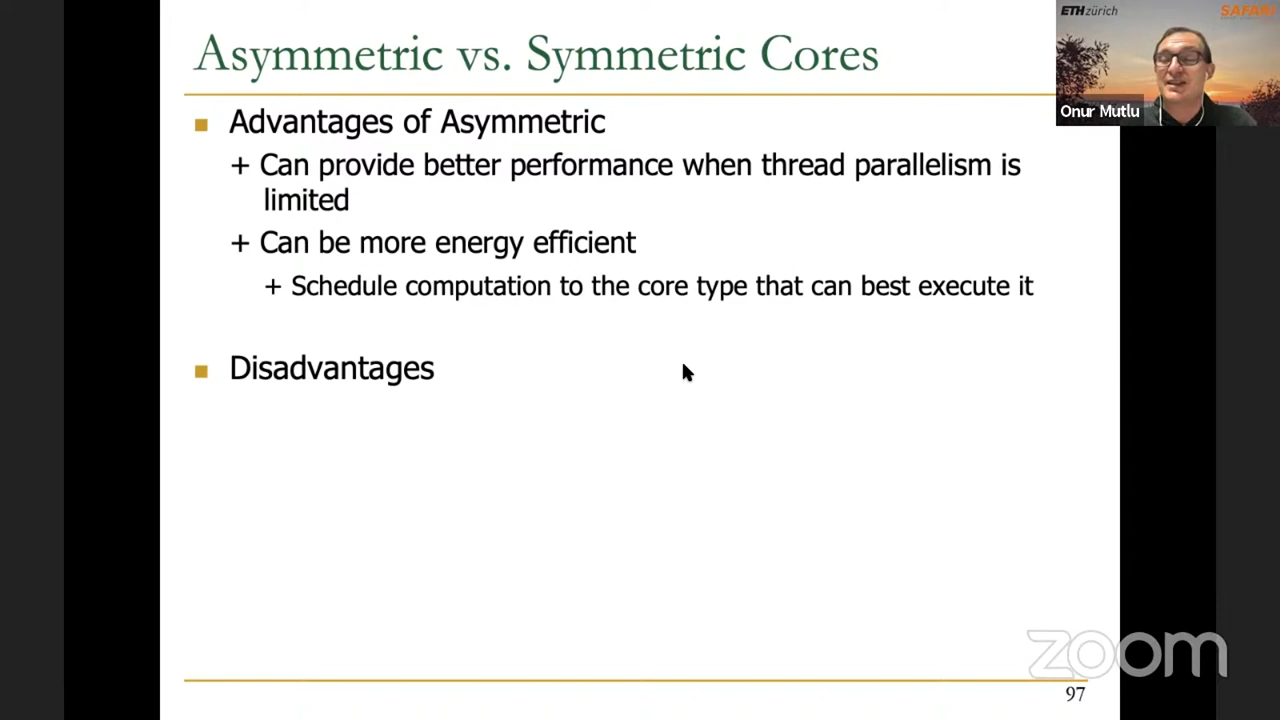 Asymmetric vs. Symmetric Cores
ETH zürich
SAFARI
Onur Mutlu
Advantages of Asymmetric
+ Can provide better performance when thread parallelism is
limited
+ Can be more energy efficient
+ Schedule computation to the core type that can best execute it
Disadvantages
zoom
97